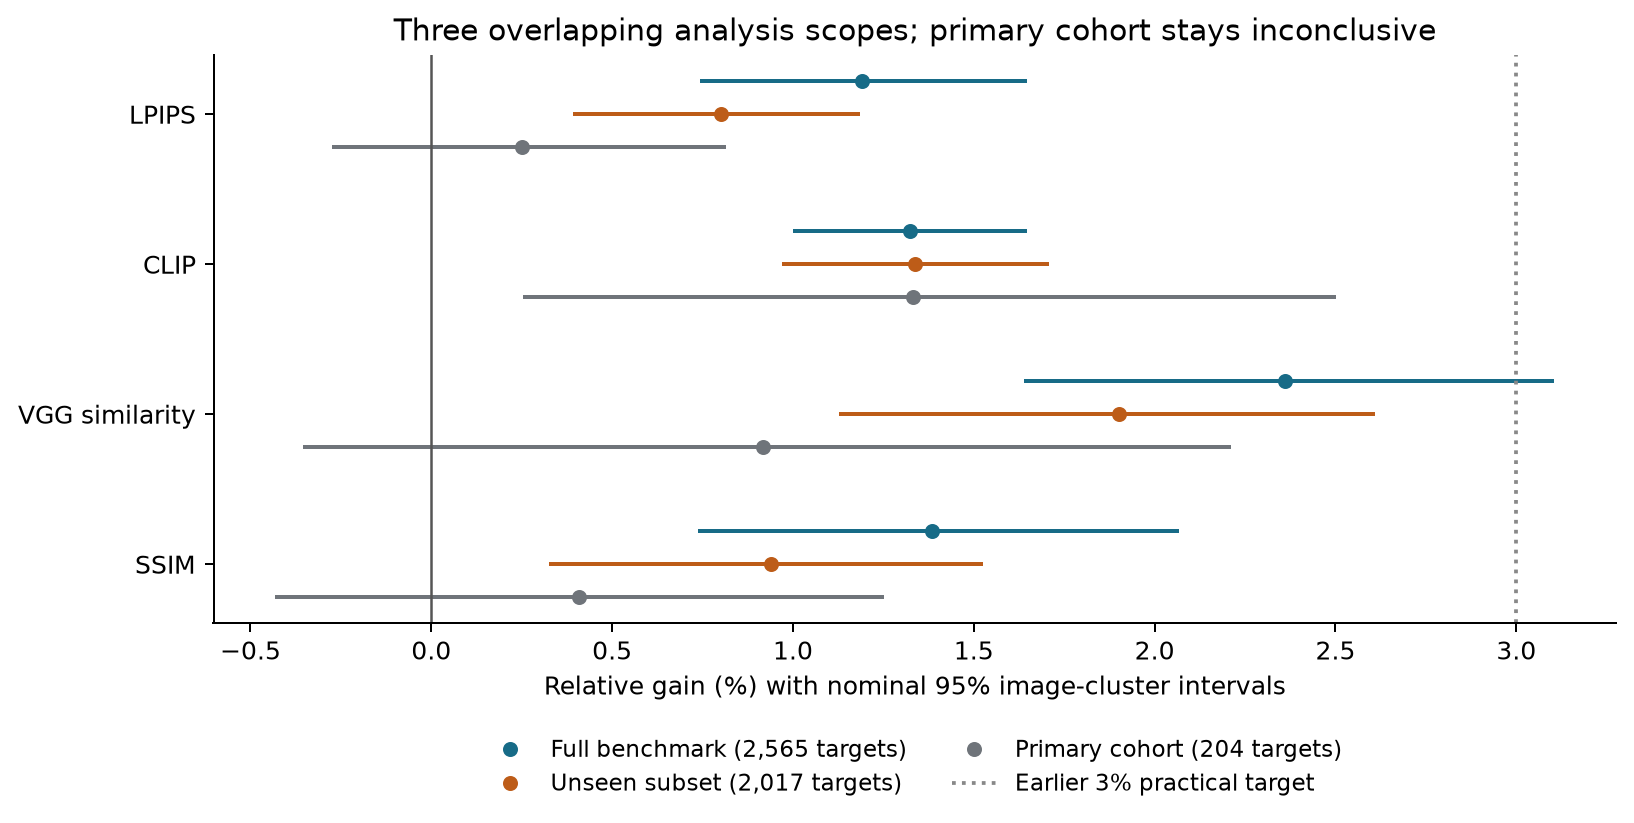 Three overlapping analysis scopes; primary cohort stays inconclusive
LPIPS
CLIP
VGG similarity
SSIM
−0.5 0.0 0.5 1.0 1.5 2.0 2.5 3.0
Relative gain (%) with nominal 95% image-cluster intervals
Full benchmark (2,565 targets)
Unseen subset (2,017 targets)
Primary cohort (204 targets)
Earlier 3% practical target